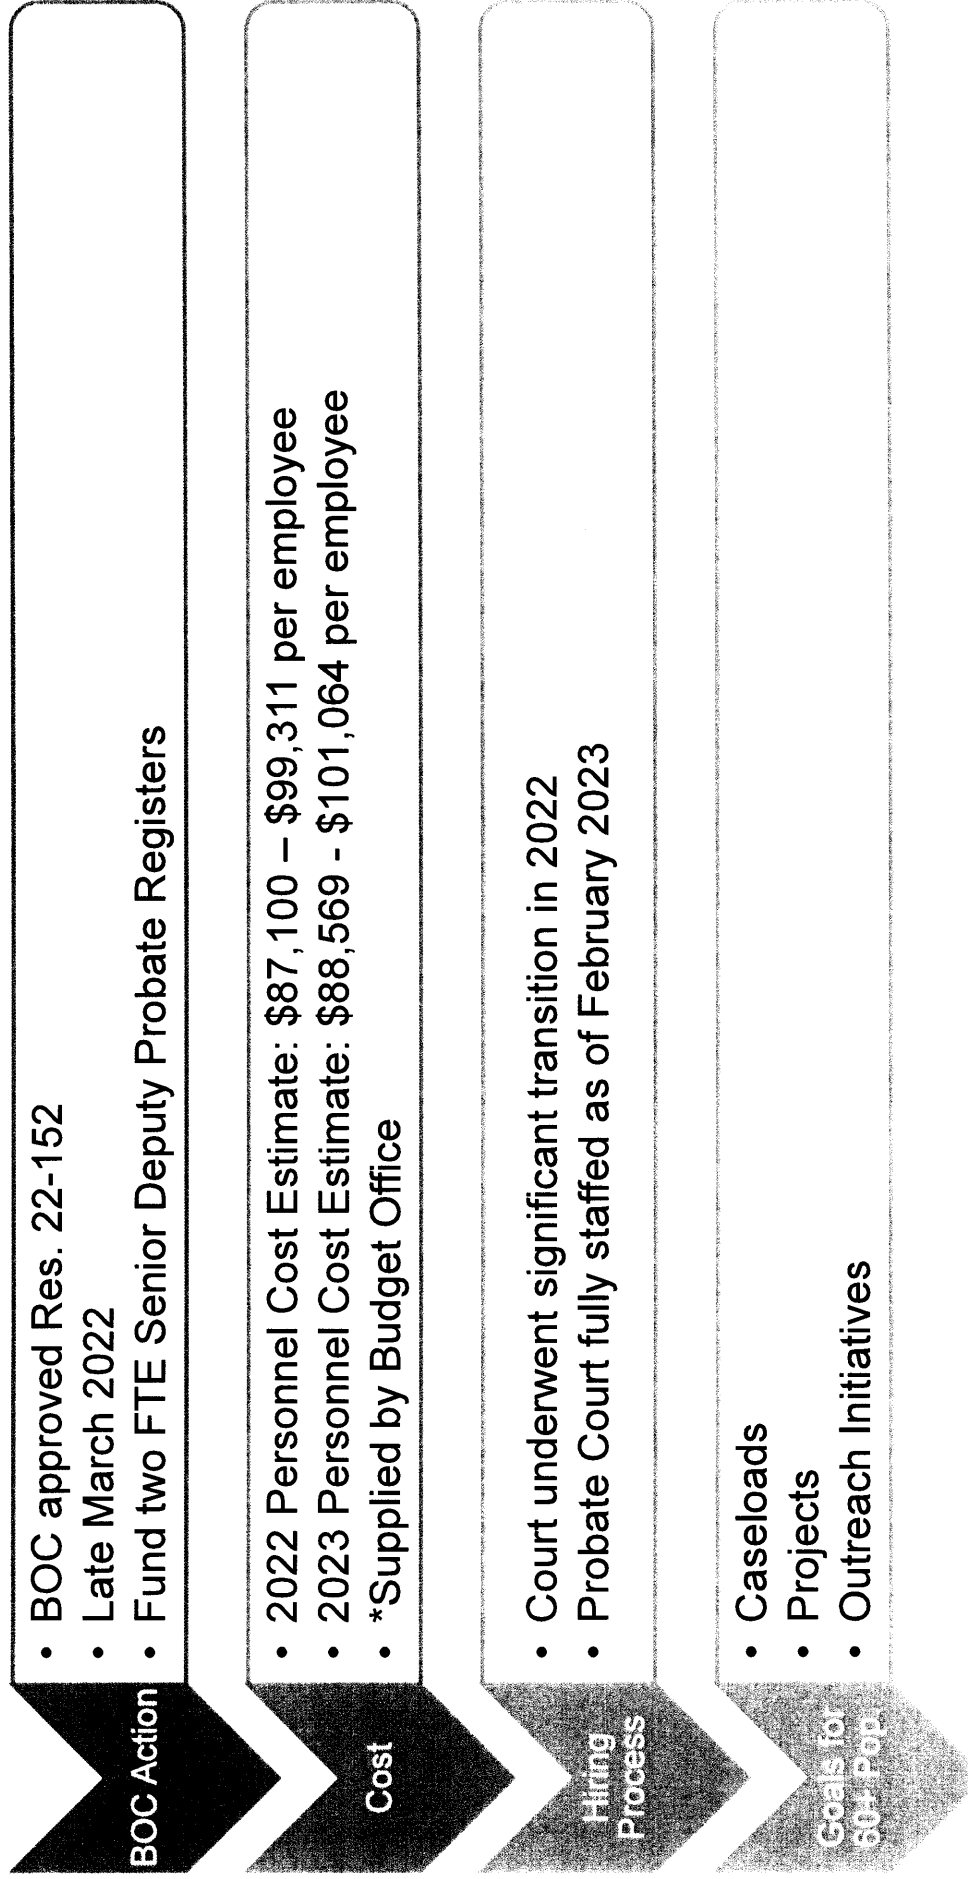 BOC Action
• BOC approved Res. 22-152
• Late March 2022
• Fund two FTE Senior Deputy Probate Registers
Cost
• 2022 Personnel Cost Estimate: $87,100 – $99,311 per employee
• 2023 Personnel Cost Estimate: $88,569 - $101,064 per employee
• *Supplied by Budget Office
Hiring
Process
• Court underwent significant transition in 2022
• Probate Court fully staffed as of February 2023
Goals for
60+ Pop.
• Caseloads
• Projects
• Outreach Initiatives